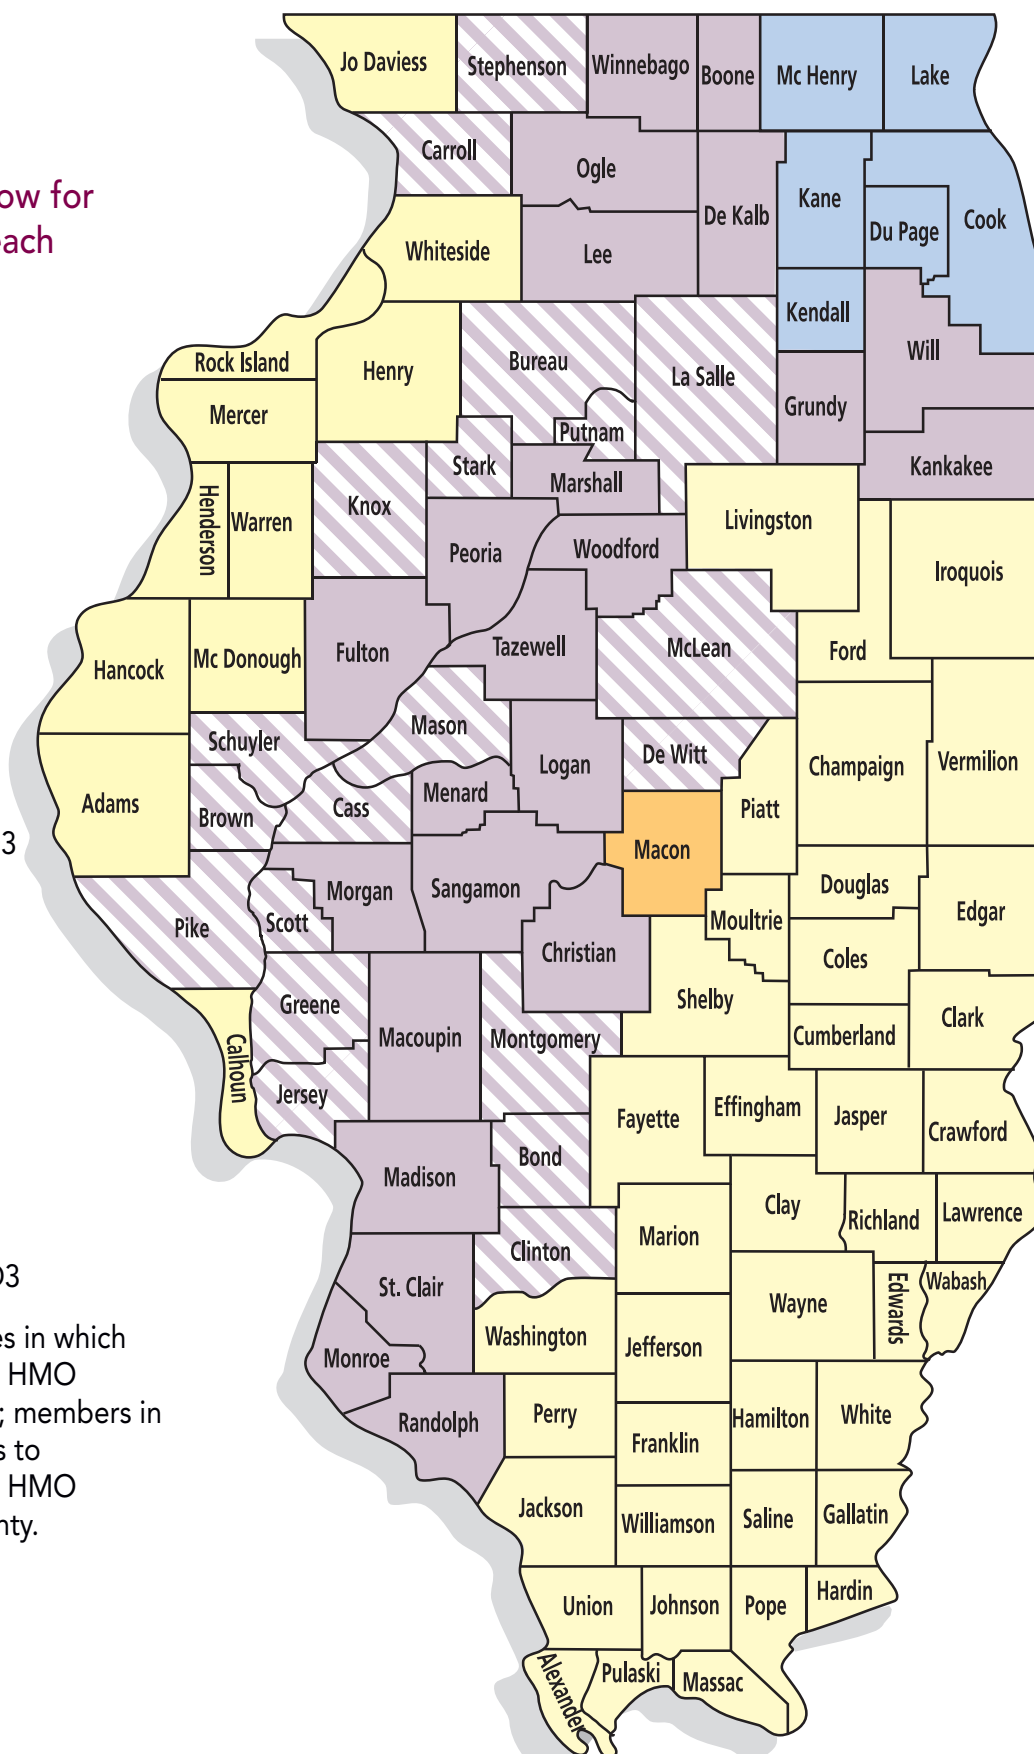 Jo Daviess
Stephenson
Winnebago
Boone
Mc Henry
Lake
Carroll
Ogle
ow for
each
De Kalb
Kane
Du Page
Cook
Whiteside
Lee
Kendall
Will
Rock Island
Henry
Bureau
La Salle
Grundy
Mercer
Putnam
Stark
Marshall
Kankakee
Henderson
Warren
Knox
Livingston
Peoria
Woodford
Iroquois
Hancock
Mc Donough
Fulton
Tazewell
McLean
Ford
Schuyler
Mason
Logan
De Witt
Champaign
Vermilion
Adams
Brown
Cass
Menard
Piatt
3
Macon
Pike
Scott
Morgan
Sangamon
Douglas
Moultrie
Edgar
Christian
Coles
Greene
Macoupin
Montgomery
Shelby
Cumberland
Clark
Calhoun
Jersey
Fayette
Effingham
Jasper
Crawford
Madison
Bond
Clay
Richland
Lawrence
Clinton
Marion
O3
St. Clair
Wayne
Edwards
Wabash
es in which
HMO
; members in
s to
HMO
nty.
Monroe
Washington
Jefferson
Randolph
Perry
Franklin
Hamilton
White
Jackson
Williamson
Saline
Gallatin
Union
Johnson
Pope
Hardin
Alexander
Pulaski
Massac